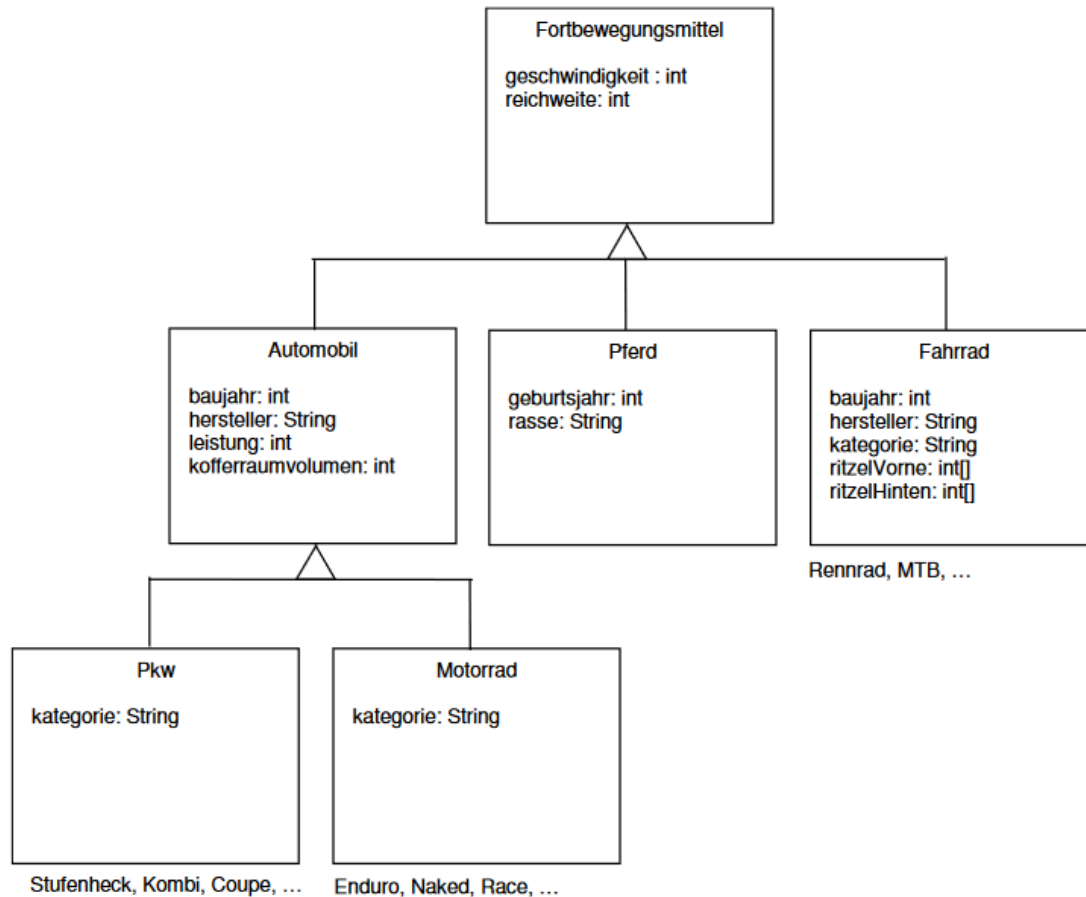 Fortbewegungsmittel
geschwindigkeit : int
reichweite: int
Automobil
baujahr: int
hersteller: String
leistung: int
kofferraumvolumen: int
Pferd
geburtsjahr: int
rasse: String
Fahrrad
baujahr: int
hersteller: String
kategorie: String
ritzelVorne: int[]
ritzelHinten: int[]
Rennrad, MTB, …
Pkw
kategorie: String
Stufenheck, Kombi, Coupe, …
Motorrad
kategorie: String
Enduro, Naked, Race, …